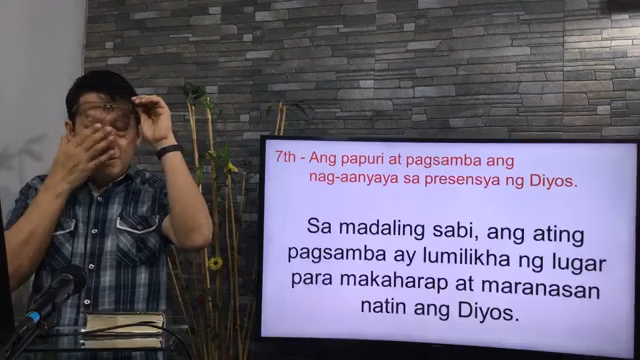 7th - Ang papuri at pagsamba ang
nag-aanyaya sa presensya ng Diyos.
Sa madaling sabi, ang ating
pagsamba ay lumilikha ng lugar
para makaharap at maranasan
natin ang Diyos.